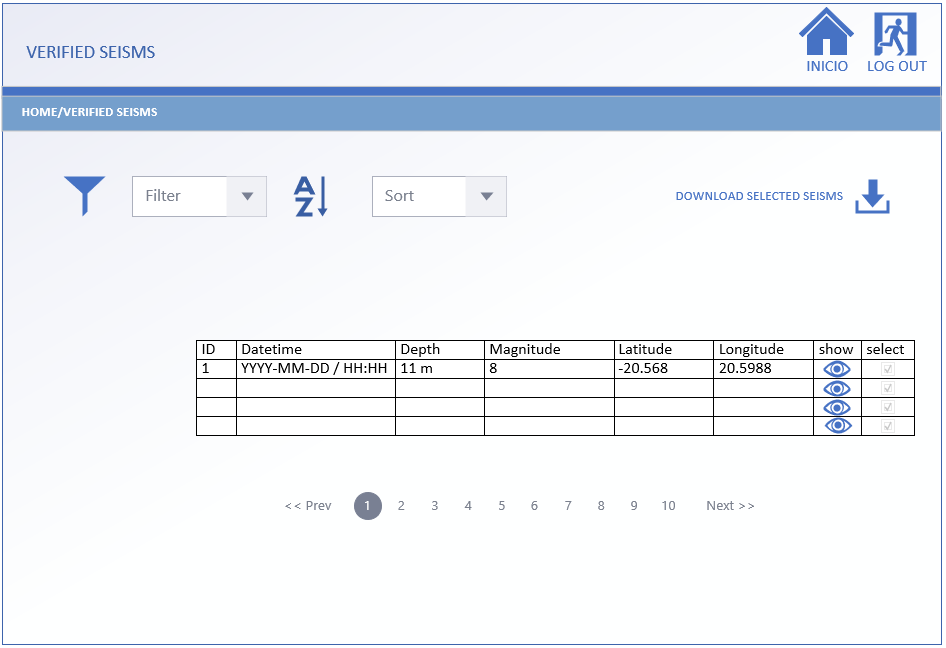 VERIFIED SEISMS
INICIO
LOG OUT
HOME/VERIFIED SEISMS
Filter
A
Z
Sort
DOWNLOAD SELECTED SEISMS
ID Datetime Depth Magnitude Latitude Longitude show select
1 YYYY-MM-DD / HH:HH 11 m 8 -20.568 20.5988
<< Prev 1 2 3 4 5 6 7 8 9 10 Next >>